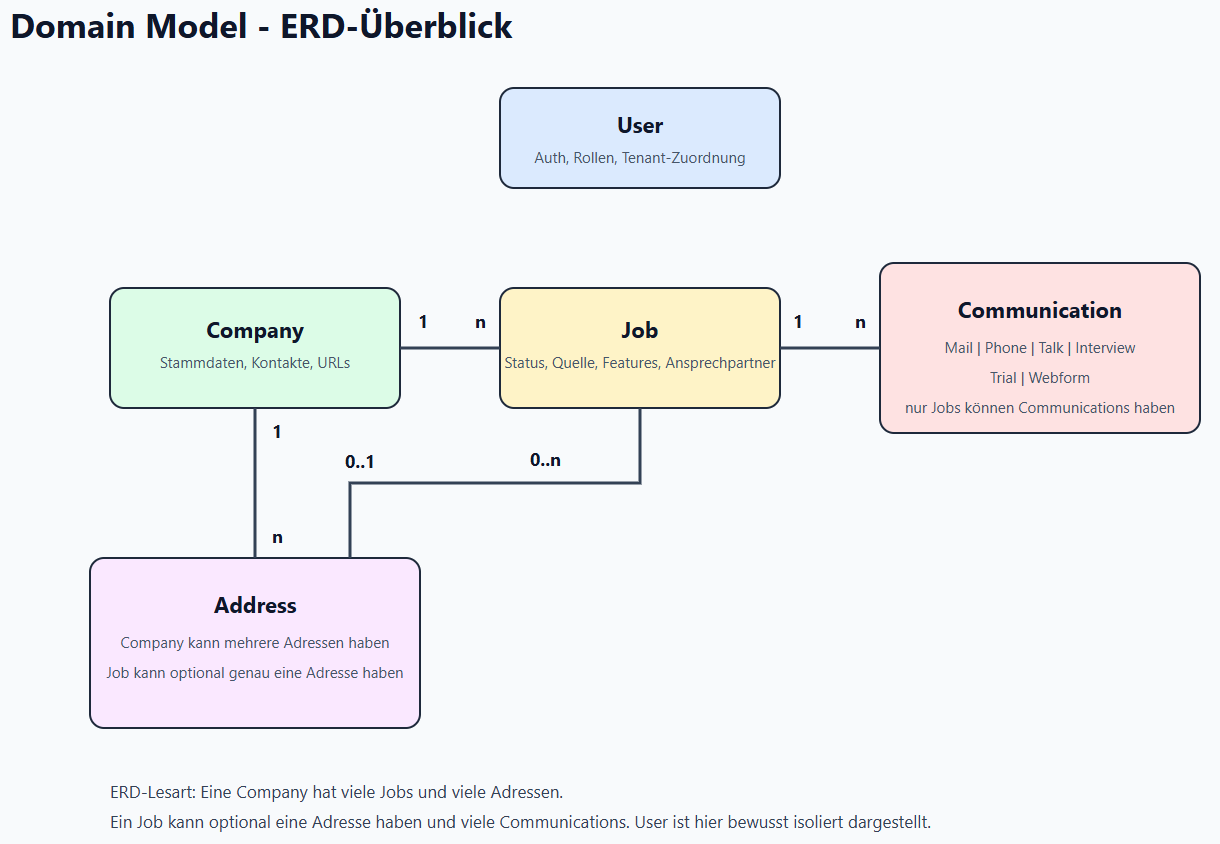 Domain Model - ERD-Überblick
User
Auth, Rollen, Tenant-Zuordnung
Company
Stammdaten, Kontakte, URLs
1
n
Job
Status, Quelle, Features, Ansprechpartner
1
n
Communication
Mail | Phone | Talk | Interview
Trial | Webform
nur Jobs können Communications haben
1
0..1
0..n
n
Address
Company kann mehrere Adressen haben
Job kann optional genau eine Adresse haben
ERD-Lesart: Eine Company hat viele Jobs und viele Adressen.
Ein Job kann optional eine Adresse haben und viele Communications. User ist hier bewusst isoliert dargestellt.